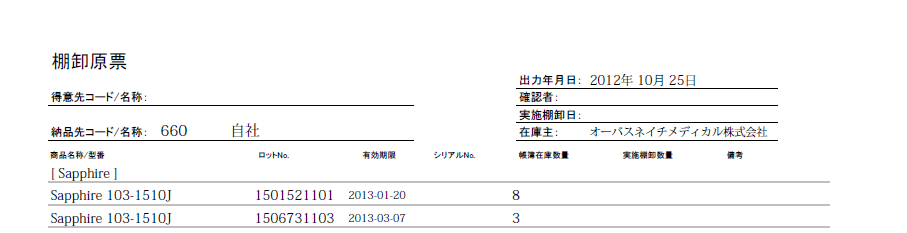 棚卸原票
出力年月日： 2012年 10月 25日
得意先コード/名称：
確認者：
実施棚卸日：
納品先コード/名称： 660 自社
在庫主： オーバスネイチメディカル株式会社
商品名称/型番 ロットNo. 有効期限 シリアルNo. 帳簿在庫数量 実施棚卸数量 備考
[ Sapphire ]
Sapphire 103-1510J 1501521101 2013-01-20 8
Sapphire 103-1510J 1506731103 2013-03-07 3